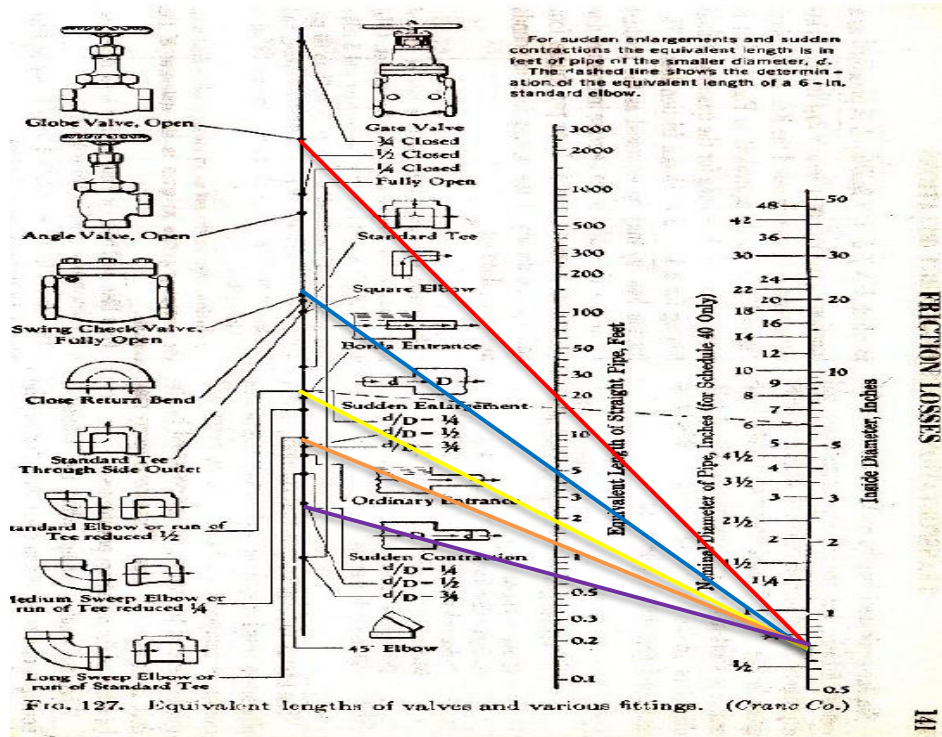 For sudden enlargements and sudden
contractions the equivalent length is in
feet of pipe of the smaller diameter, d.
The dashed line shows the determin-
ation of the equivalent length of a 6-in.
standard elbow.
Globe Valve, Open
Angle Valve, Open
Swing Check Valve,
Fully Open
Close Return Bend
Standard Tee
Through Side Outlet
tandard Elbow or run of
Tee reduced ½
Medium Sweep Elbow or
run of Tee reduced ¼
Long Sweep Elbow or
run of Standard Tee
Gate Valve
¾ Closed
½ Closed
¼ Closed
Fully Open
Standard Tee
Square Elbow
Borda Entrance
d D
Sudden Enlargement
d/D - ¼
d/D - ½
d/D - ¾
Ordinary Entrance
D d
Sudden Contraction
d/D - ¼
d/D - ½
d/D - ¾
45° Elbow
3000
2000
1000
500
300
200
100
50
30
20
10
5
3
2
1
0.5
0.3
0.2
0.1
Equivalent Length of Straight Pipe, Feet
48
42
36
30
24
22
20
18
16
14
12
10
9
8
7
6
5
4½
4
3½
3
2½
2
1½
1¼
1
½
Nominal Diameter of Pipe, Inches (for Schedule 40 Only)
50
30
20
10
5
3
2
1
0.5
Inside Diameter, Inches
FRICTION LOSSES
141
FIG. 127. Equivalent lengths of valves and various fittings. (Crane Co.)